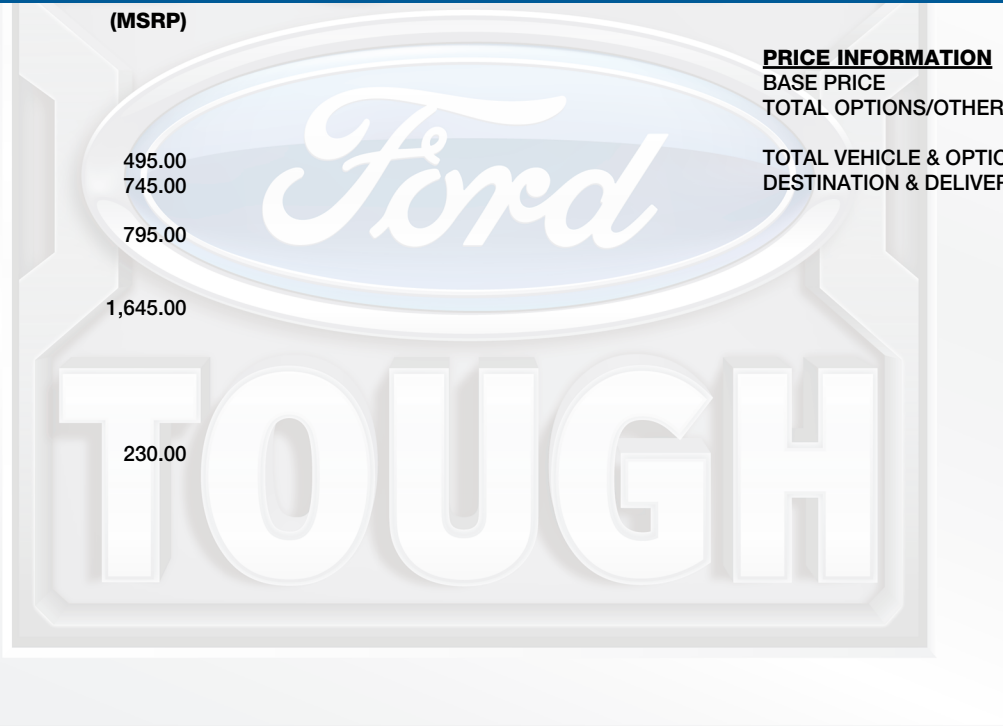 (MSRP)
PRICE INFORMATION
BASE PRICE
TOTAL OPTIONS/OTHER
495.00
745.00
TOTAL VEHICLE & OPTIO
DESTINATION & DELIVER
795.00
1,645.00
230.00
Ford
TOUGH